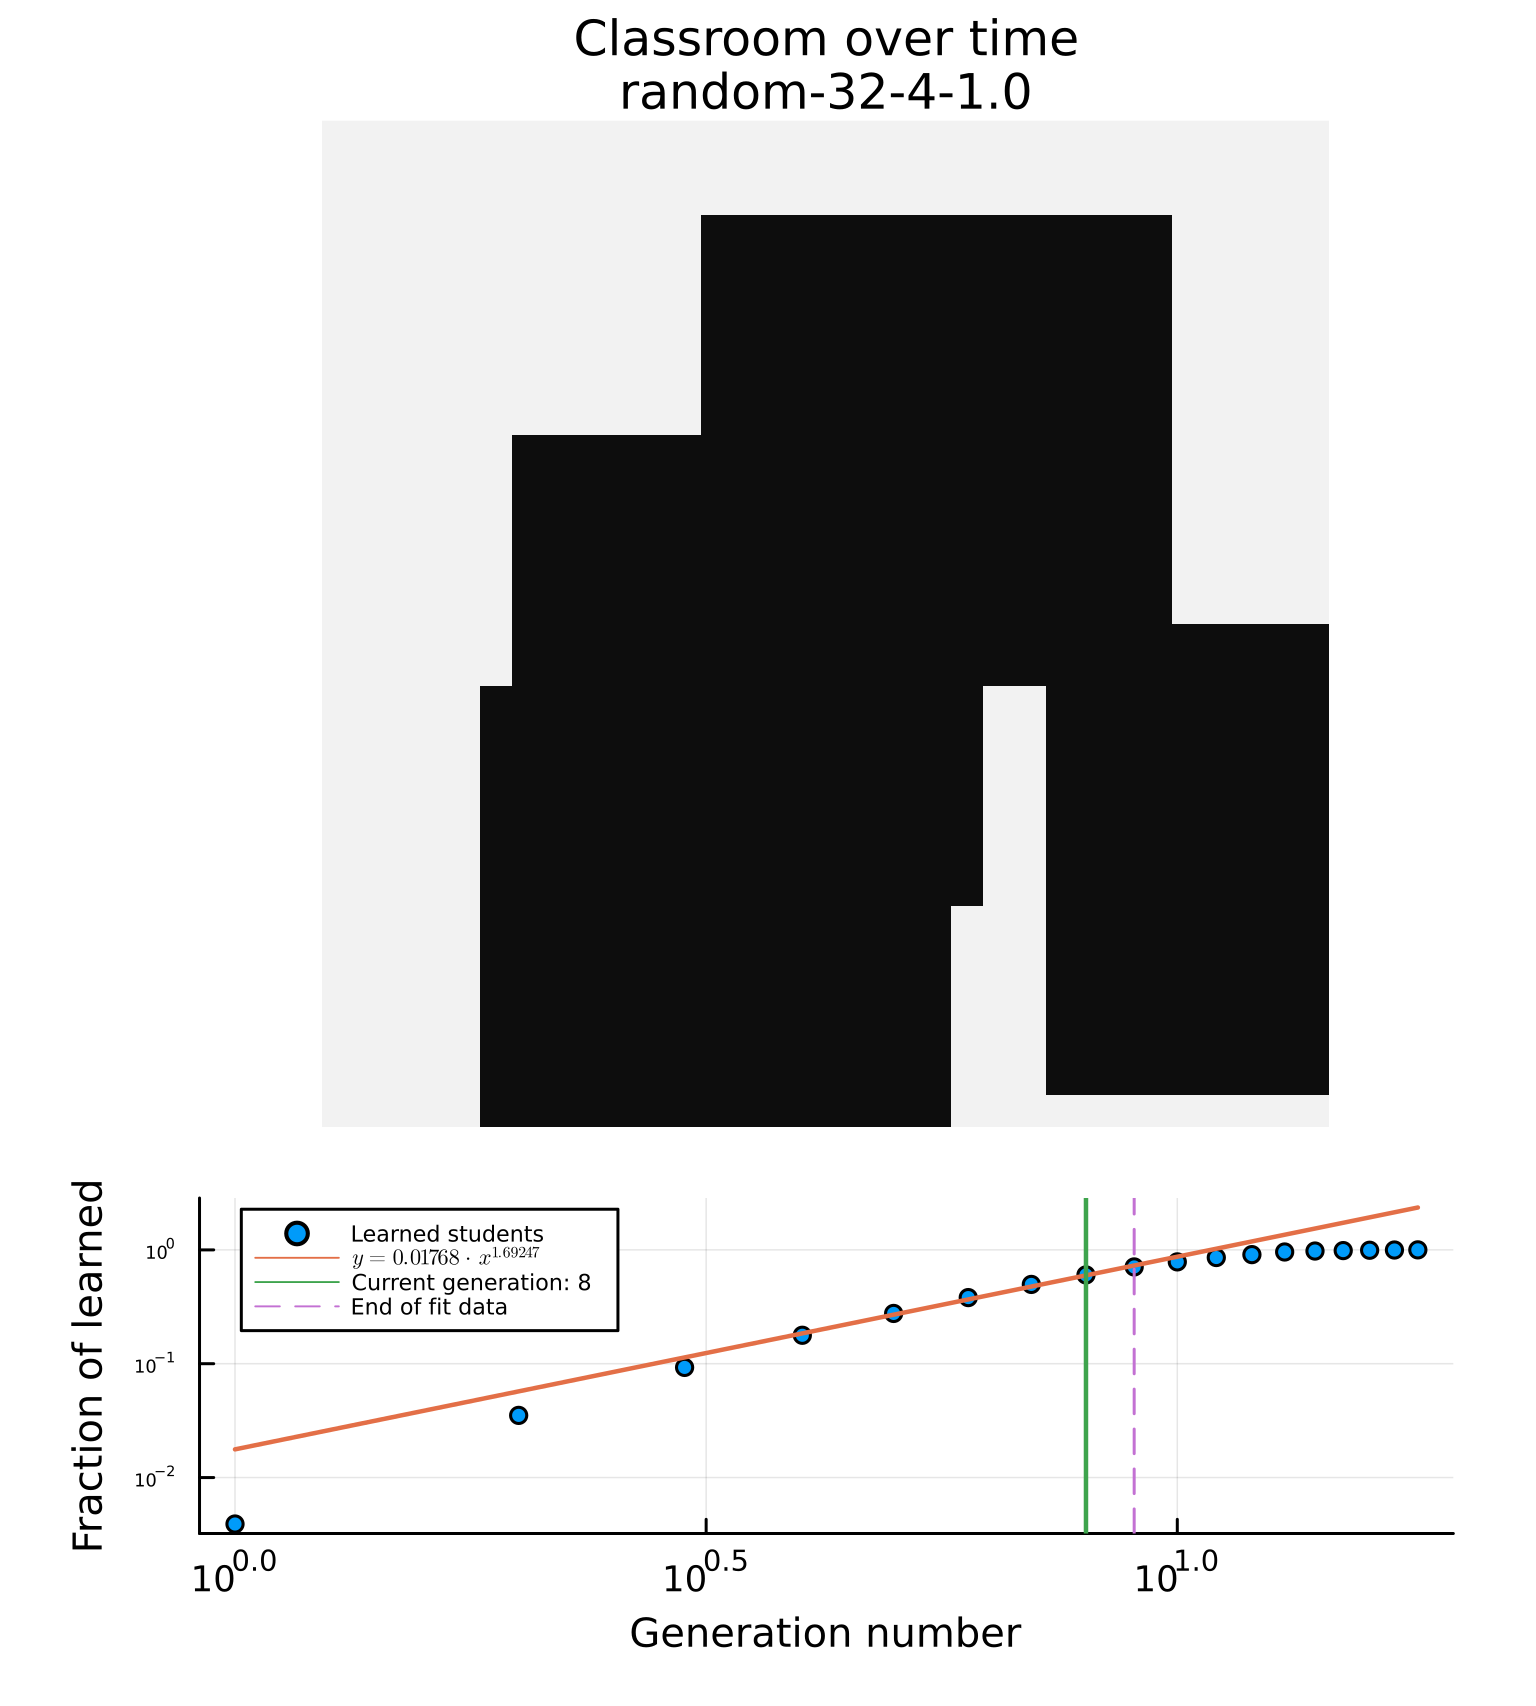 Classroom over time
random-32-4-1.0
Fraction of learned
10^0
10^-1
10^-2
Learned students
y = 0.01768 · x^1.69247
Current generation: 8
End of fit data
10^0.0
10^0.5
10^1.0
Generation number